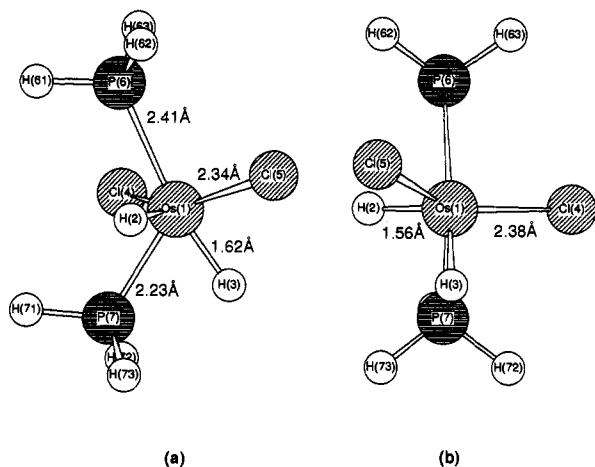 H(63)
H(62)
H(61)
P(6)
2.41Å
2.34Å
Cl(5)
Cl(4)
Os(1)
H(2)
1.62Å
H(3)
2.23Å
H(71)
P(7)
H(72)
H(73)
(a)
H(62)
H(63)
P(6)
Cl(5)
H(2)
Os(1)
Cl(4)
1.56Å
2.38Å
H(3)
P(7)
H(73)
H(72)
(b)